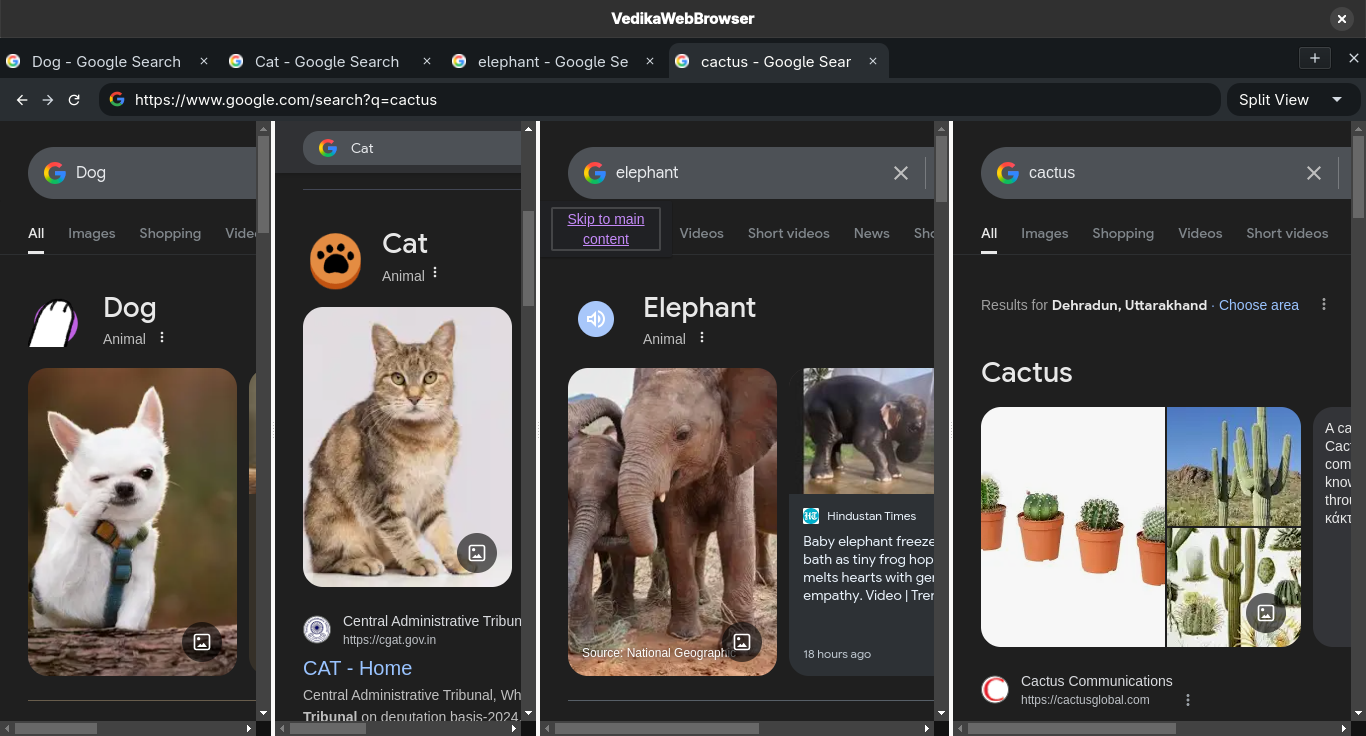 VedikaWebBrowser
Dog - Google Search
Cat - Google Search
elephant - Google Se
cactus - Google Sear
https://www.google.com/search?q=cactus
Split View
Dog
All Images Shopping
Dog
Animal
Cat
Cat
Animal
Central Administrative Tribun
https://cgat.gov.in
CAT - Home
Central Administrative Tribunal, Wh
Tribunal on deputation basis-2024
elephant
Skip to main
content
Videos Short videos News
Elephant
Animal
Source: National Geographic
Hindustan Times
Baby elephant freeze
bath as tiny frog hop
melts hearts with ge
empathy. Video | Tre
18 hours ago
cactus
All Images Shopping Videos Short videos
Results for Dehradun, Uttarakhand · Choose area
Cactus
A ca
Cac
com
know
thro
κάκτ
Cactus Communications
https://cactusglobal.com